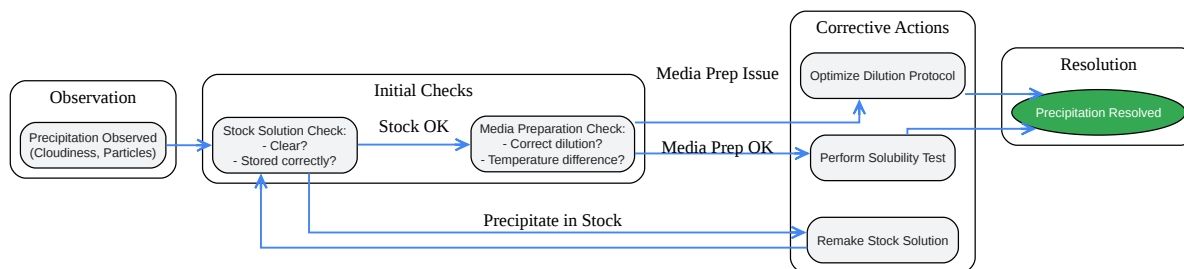 Observation
Precipitation Observed
(Cloudiness, Particles)
Initial Checks
Stock Solution Check:
- Clear?
- Stored correctly?
Stock OK
Media Preparation Check:
- Correct dilution?
- Temperature difference?
Media Prep Issue
Media Prep OK
Precipitate in Stock
Corrective Actions
Optimize Dilution Protocol
Perform Solubility Test
Remake Stock Solution
Resolution
Precipitation Resolved